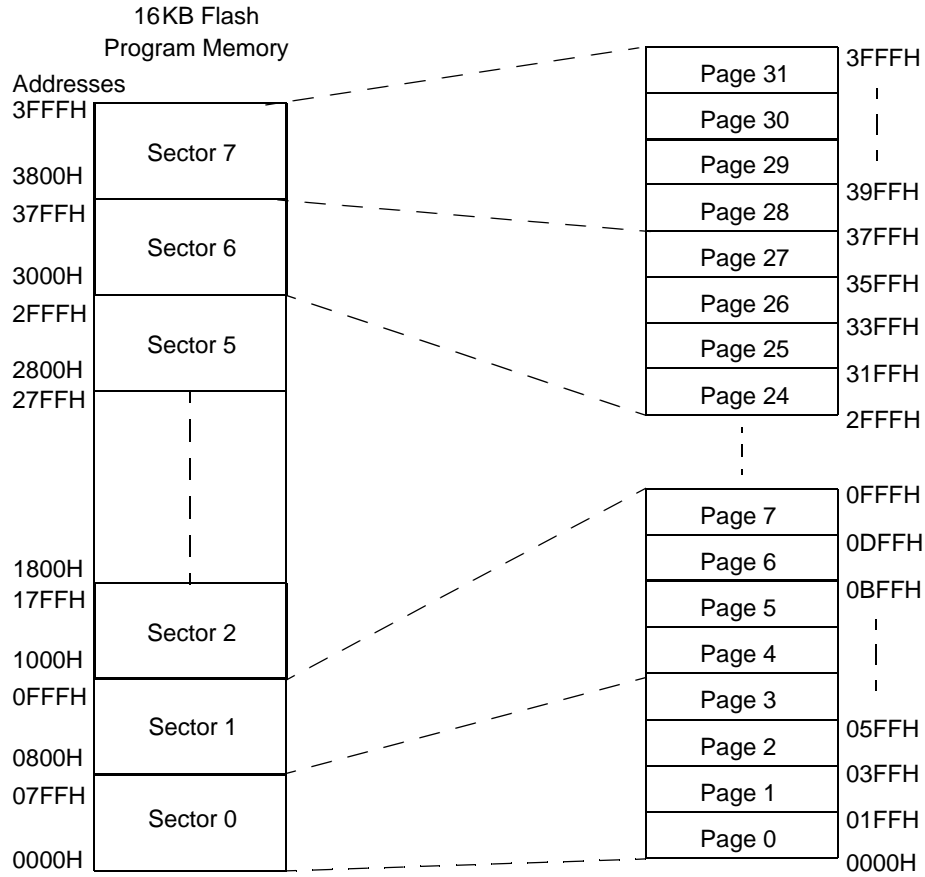 16KB Flash
Program Memory
Addresses
3FFFH
Sector 7
3800H
37FFH
Sector 6
3000H
2FFFH
Sector 5
2800H
27FFH
1800H
17FFH
Sector 2
1000H
0FFFH
Sector 1
0800H
07FFH
Sector 0
0000H
Page 31
3FFFH
Page 30
Page 29
Page 28
39FFH
Page 27
37FFH
Page 26
35FFH
Page 25
33FFH
Page 24
31FFH
2FFFH
Page 7
0FFFH
Page 6
0DFFH
Page 5
0BFFH
Page 4
Page 3
Page 2
05FFH
Page 1
03FFH
Page 0
01FFH
0000H